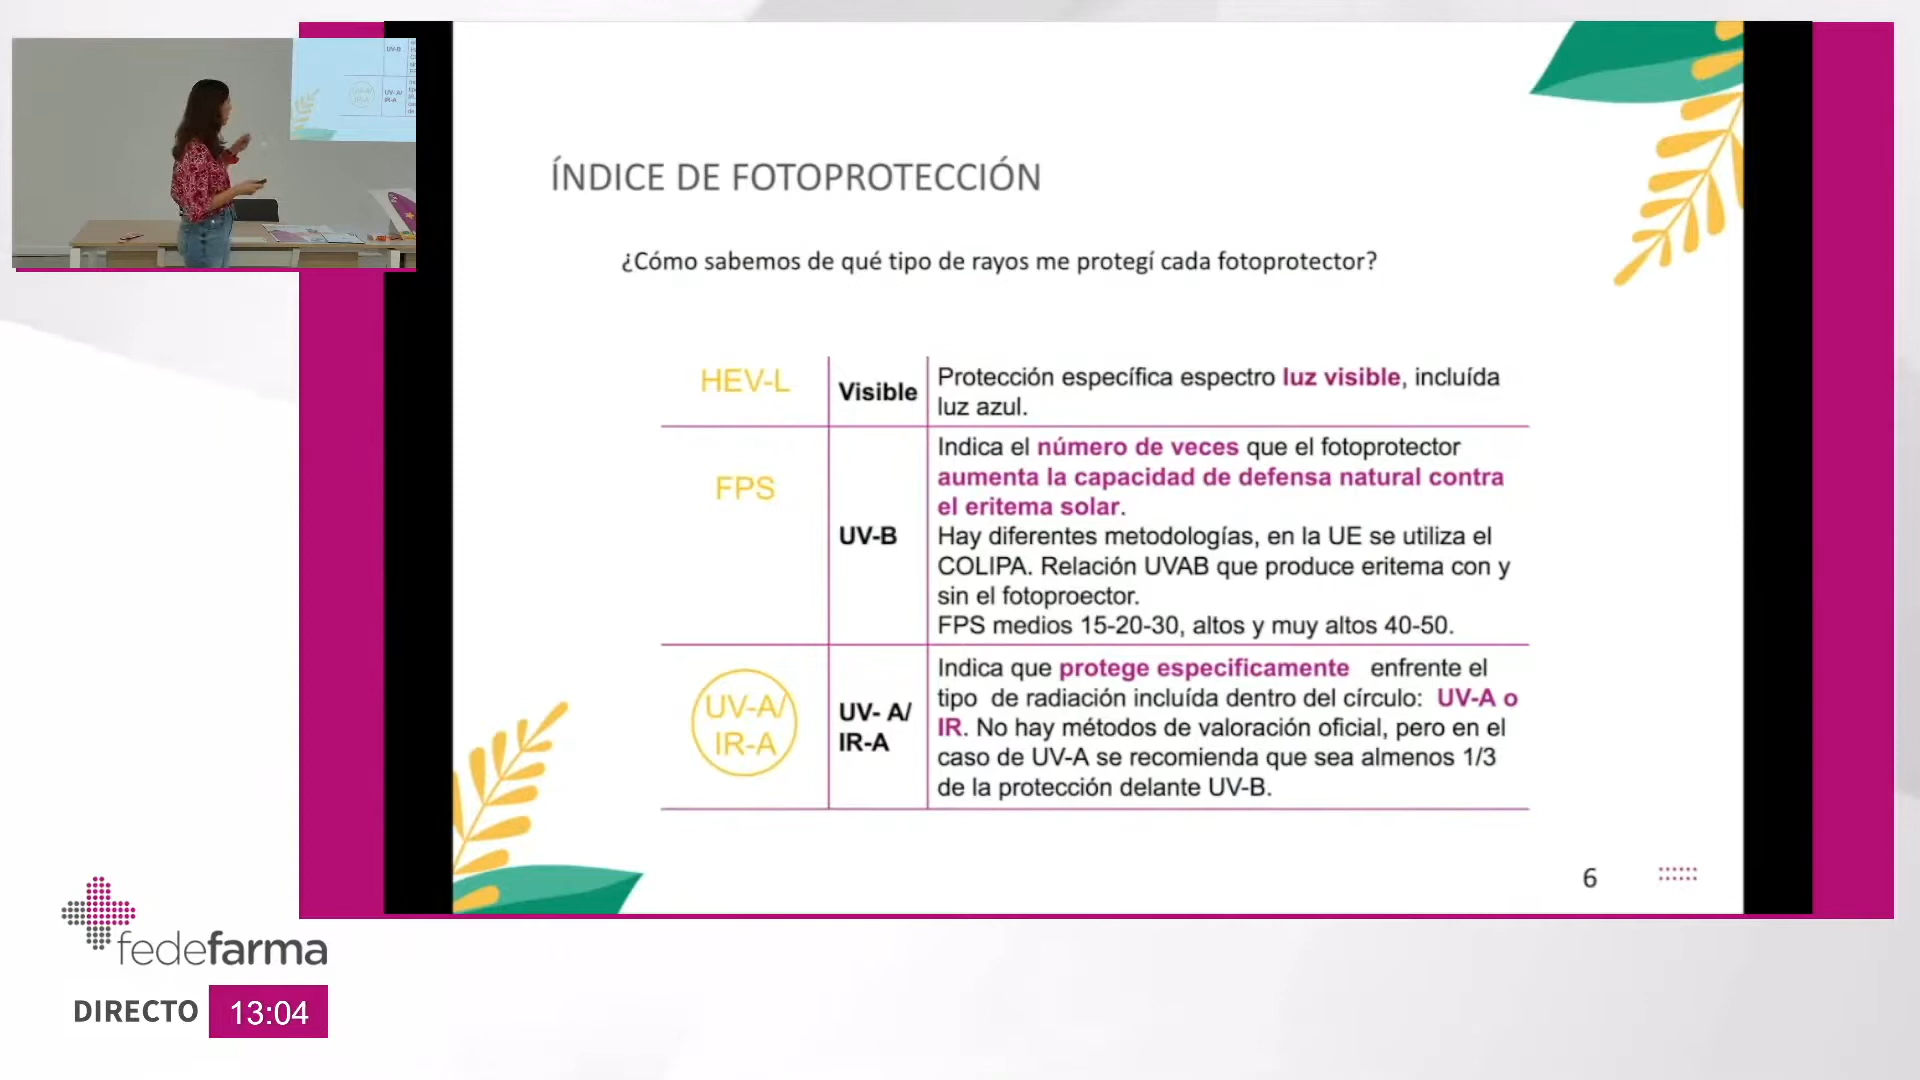 ÍNDICE DE FOTOPROTECCIÓN
¿Cómo sabemos de qué tipo de rayos me protegí cada fotoprotector?
HEV-L
Visible
Protección específica espectro luz visible, incluída
luz azul.
FPS
UV-B
Indica el número de veces que el fotoprotector
aumenta la capacidad de defensa natural contra
el eritema solar.
Hay diferentes metodologías, en la UE se utiliza el
COLIPA. Relación UVAB que produce eritema con y
sin el fotoproector.
FPS medios 15-20-30, altos y muy altos 40-50.
UV-A/
IR-A
UV- A/
IR-A
Indica que protege especificamente enfrente el
tipo de radiación incluída dentro del círculo: UV-A o
IR. No hay métodos de valoración oficial, pero en el
caso de UV-A se recomienda que sea almenos 1/3
de la protección delante UV-B.
6
fedefarma
DIRECTO 13:04
UV-B
UV- A/
IR-A